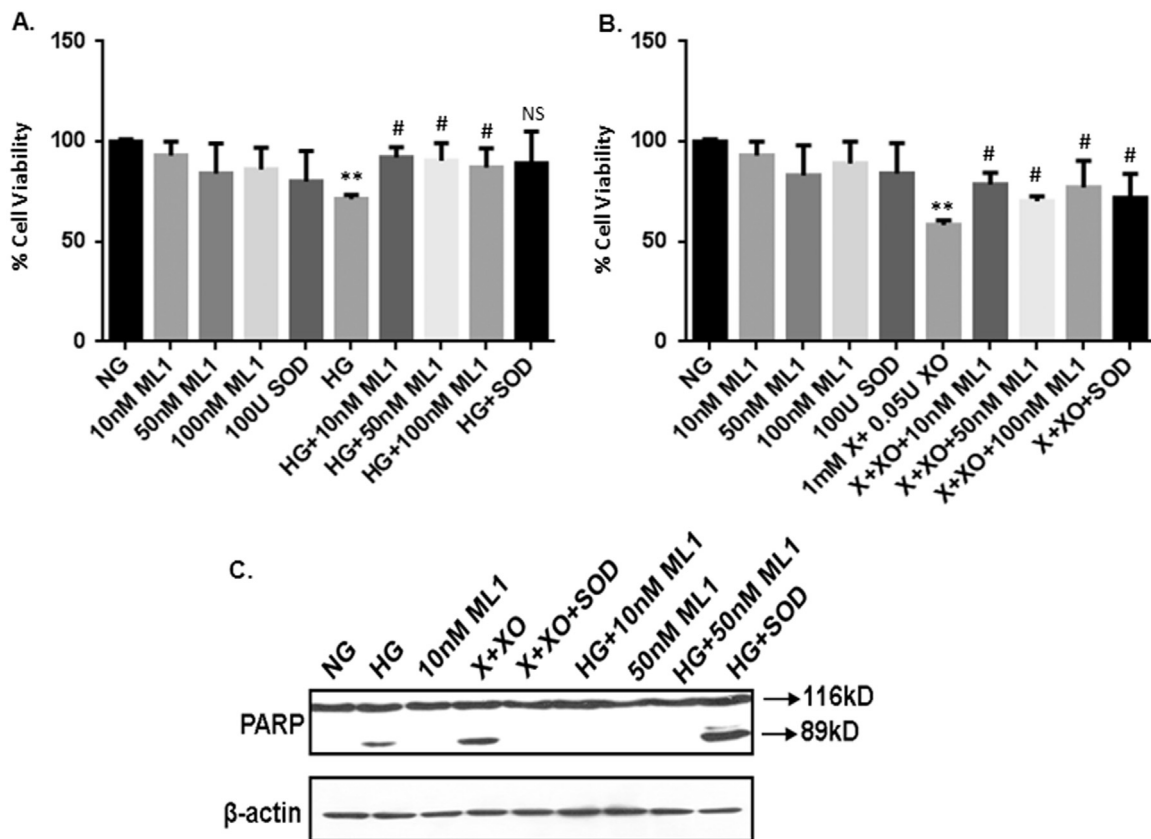 A.
150
100
50
0
% Cell Viability
**
#
#
#
NS
NG
10nM ML1
50nM ML1
100nM ML1
100U SOD
HG
HG+10nM ML1
HG+50nM ML1
HG+100nM ML1
HG+SOD
B.
150
100
50
0
% Cell Viability
**
#
#
#
#
NG
10nM ML1
50nM ML1
100nM ML1
100U SOD
1mM X+ 0.05U XO
X+XO+10nM ML1
X+XO+50nM ML1
X+XO+100nM ML1
X+XO+SOD
C.
NG
HG
10nM ML1
X+XO
X+XO+SOD
HG+10nM ML1
50nM ML1
HG+50nM ML1
HG+SOD
PARP
→116kD
→89kD
β-actin